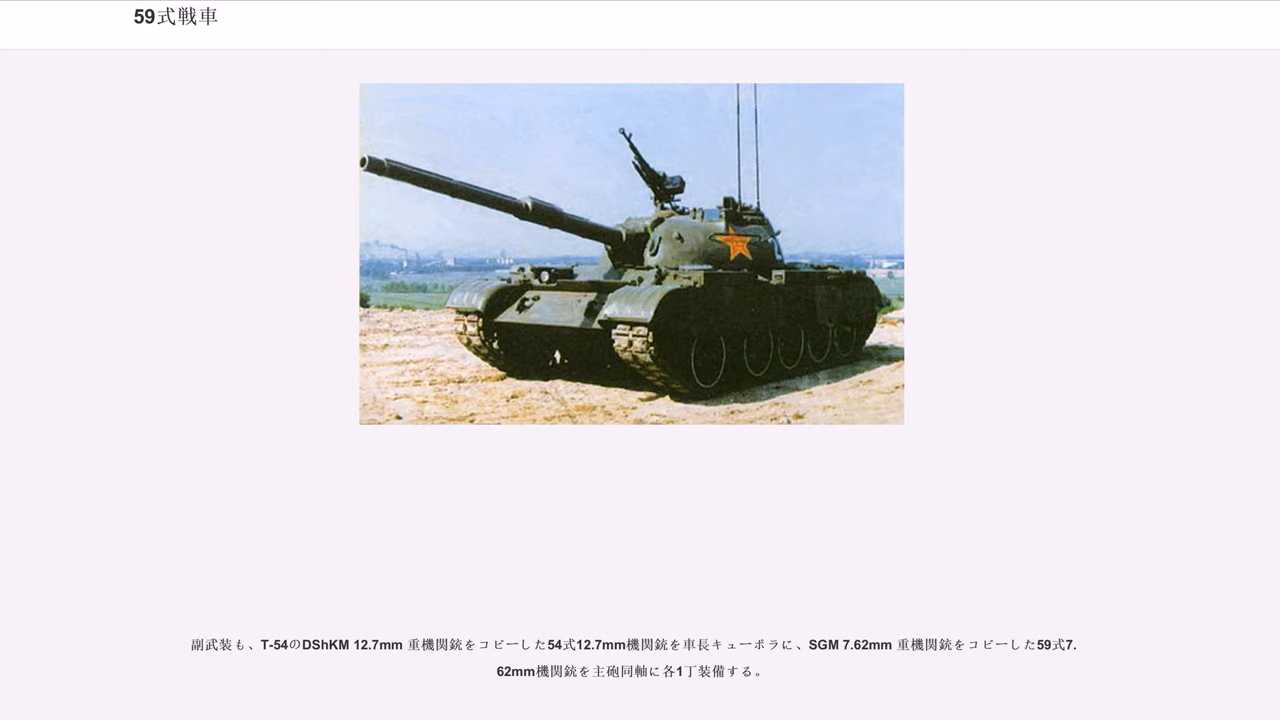 59式戦車
副武装も、T-54のDShKM 12.7mm 重機関銃をコピーした54式12.7mm機関銃を車長キューポラに、SGM 7.62mm 重機関銃をコピーした59式7.
62mm機関銃を主砲同軸に各1丁装備する。